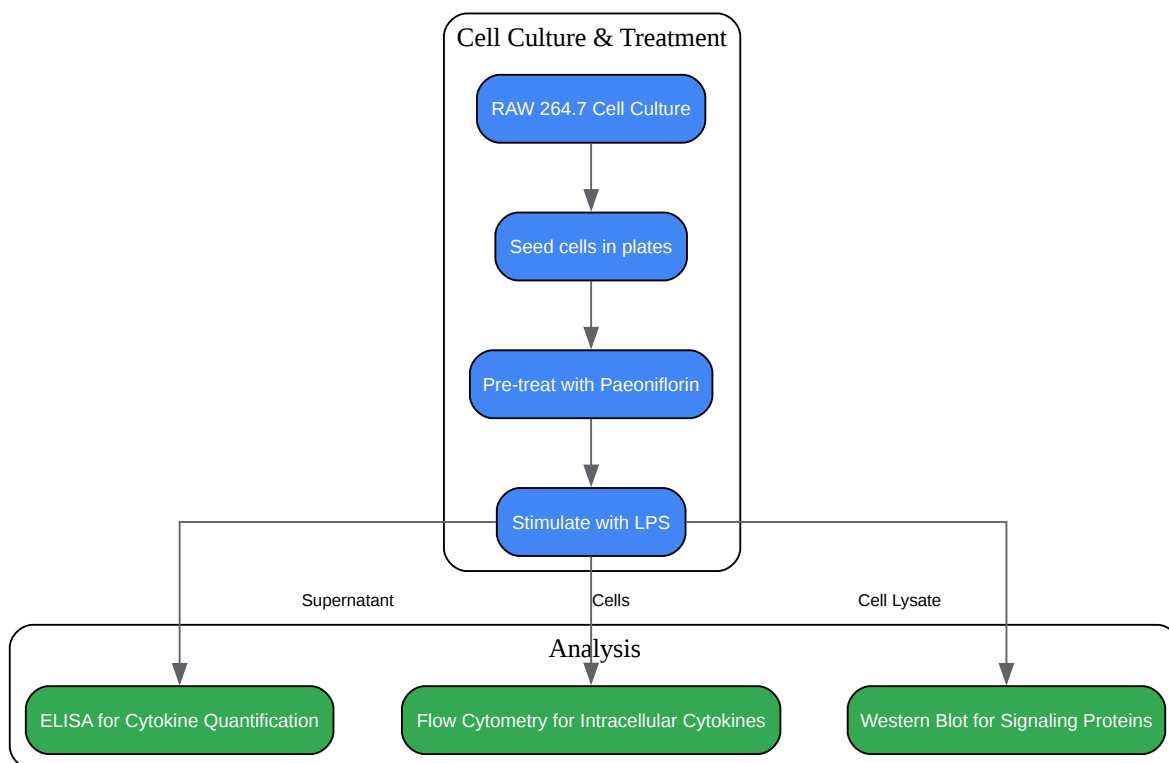 Cell Culture & Treatment
RAW 264.7 Cell Culture
Seed cells in plates
Pre-treat with Paeoniflorin
Stimulate with LPS
Supernatant
Cells
Cell Lysate
Analysis
ELISA for Cytokine Quantification
Flow Cytometry for Intracellular Cytokines
Western Blot for Signaling Proteins